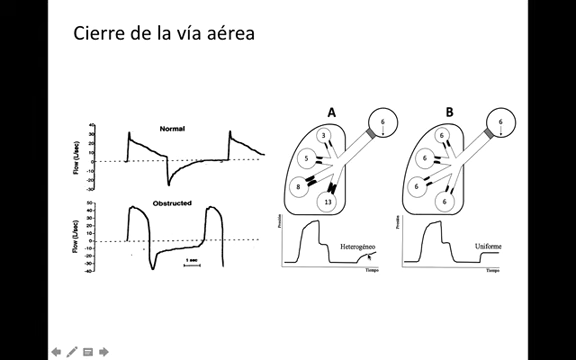 Cierre de la vía aérea
Normal
Flow (L/sec)
40
30
20
10
0
-10
-20
-30
Obstructed
Flow (L/sec)
50
40
30
20
10
0
-10
-20
-30
-40
1 sec
A
6
3
5
8
13
Presión
Heterogéneo
Tiempo
B
6
6
6
6
6
Presión
Uniforme
Tiempo